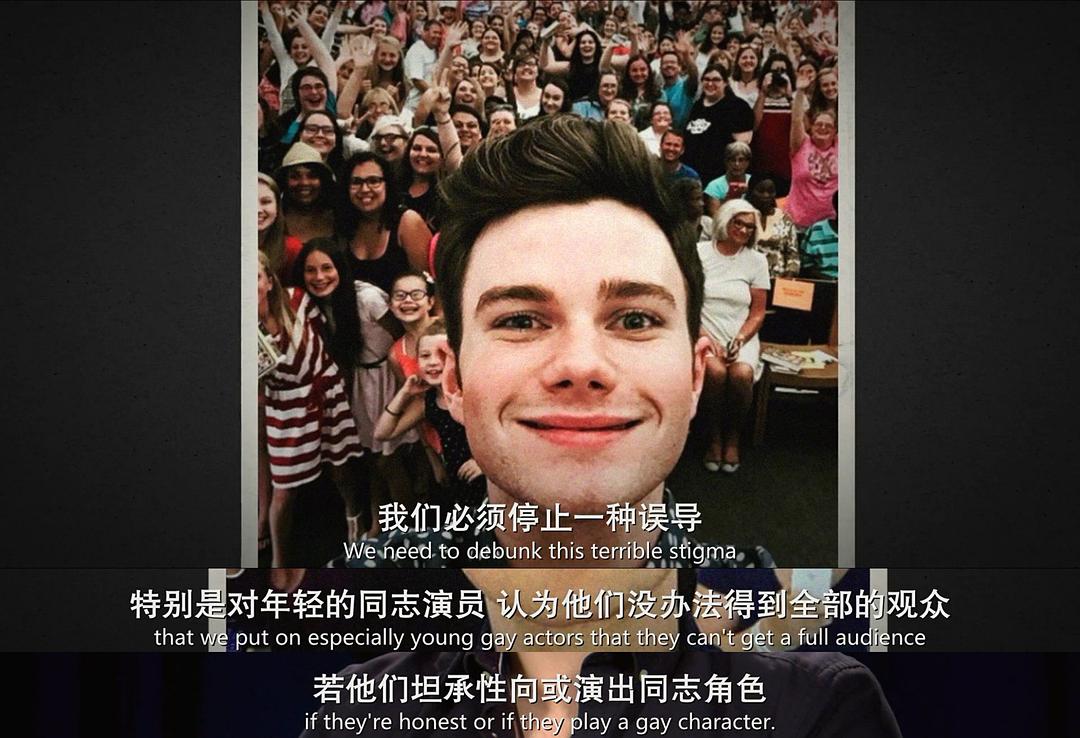 我们必须停止一种误导
We need to debunk this terrible stigma
特别是对年轻的同志演员 认为他们没办法得到全部的观众
that we put on especially young gay actors that they can't get a full audience
若他们坦承性向或演出同志角色
if they're honest or if they play a gay character.